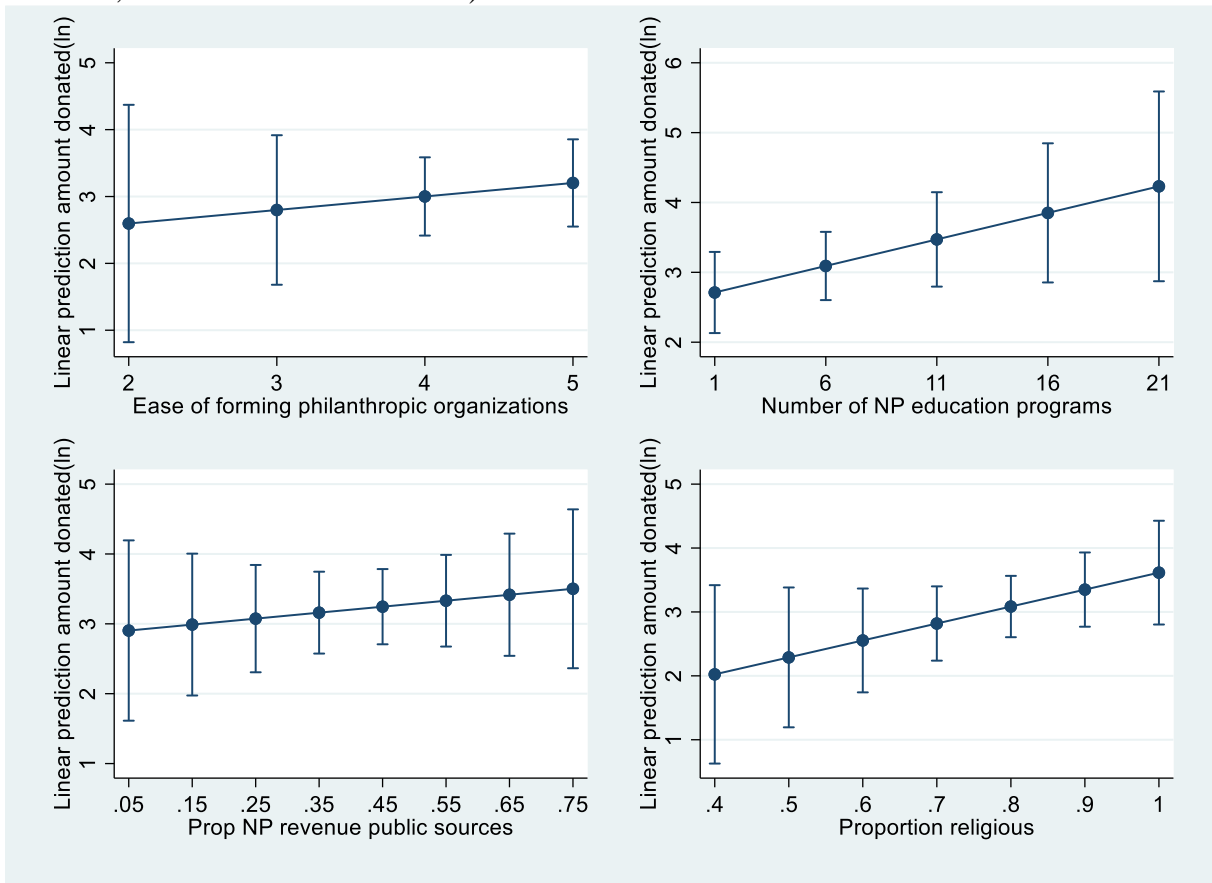 Linear prediction amount donated(ln)
5
4
3
2
1
2 3 4 5
Ease of forming philanthropic organizations
Linear prediction amount donated(ln)
6
5
4
3
2
1 6 11 16 21
Number of NP education programs
Linear prediction amount donated(ln)
5
4
3
2
1
.05 .15 .25 .35 .45 .55 .65 .75
Prop NP revenue public sources
Linear prediction amount donated(ln)
5
4
3
2
1
.4 .5 .6 .7 .8 .9 1
Proportion religious